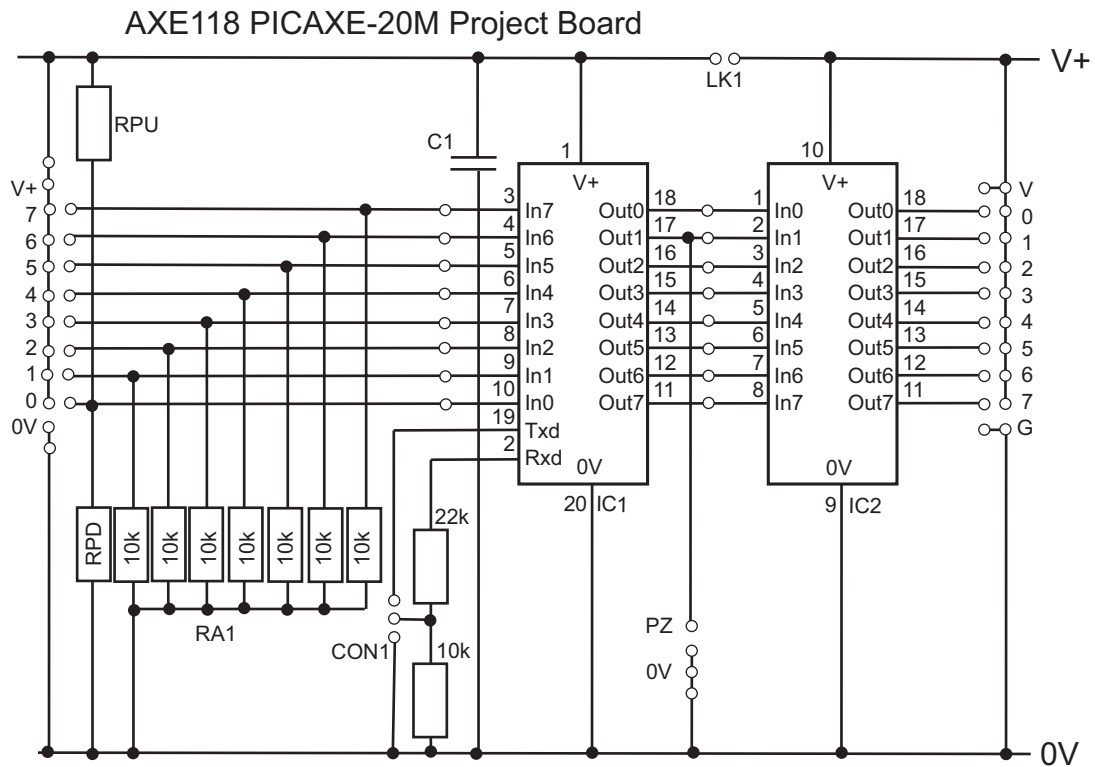 AXE118 PICAXE-20M Project Board
V+
LK1
RPU
C1
1
10
V+
7
6
5
4
3
2
1
0
0V
3
4
5
6
7
8
9
10
19
2
V+
In7
In6
In5
In4
In3
In2
In1
In0
Txd
Rxd
0V
Out0
Out1
Out2
Out3
Out4
Out5
Out6
Out7
18
17
16
15
14
13
12
11
1
2
3
4
5
6
7
8
V+
In0
In1
In2
In3
In4
In5
In6
In7
0V
Out0
Out1
Out2
Out3
Out4
Out5
Out6
Out7
18
17
16
15
14
13
12
11
V
0
1
2
3
4
5
6
7
G
20 IC1
9 IC2
22k
RPD
10k
10k
10k
10k
10k
10k
10k
RA1
CON1
10k
PZ
0V
0V